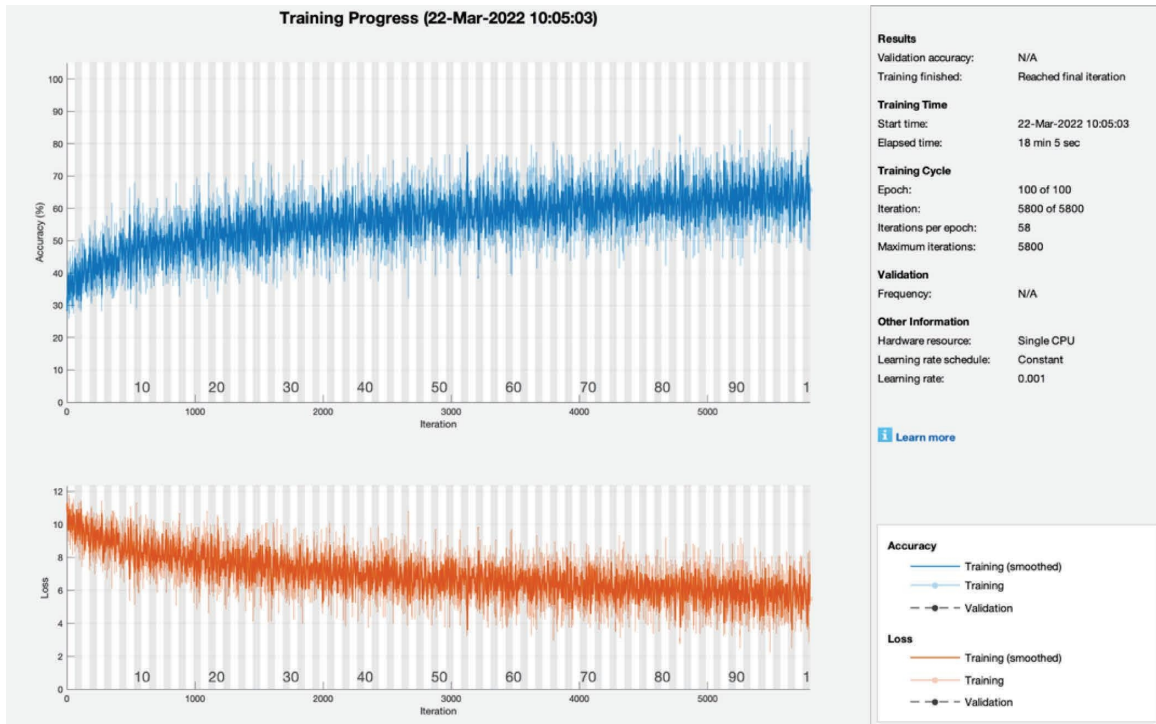 Training Progress (22-Mar-2022 10:05:03)
100
90
80
70
60
50
40
30
20
10
0
Accuracy (%)
10 20 30 40 50 60 70 80 90 1
0 1000 2000 3000 4000 5000
Iteration
12
10
8
6
4
2
0
Loss
10 20 30 40 50 60 70 80 90 1
0 1000 2000 3000 4000 5000
Iteration
Results
Validation accuracy: N/A
Training finished: Reached final iteration
Training Time
Start time: 22-Mar-2022 10:05:03
Elapsed time: 18 min 5 sec
Training Cycle
Epoch: 100 of 100
Iteration: 5800 of 5800
Iterations per epoch: 58
Maximum iterations: 5800
Validation
Frequency: N/A
Other Information
Hardware resource: Single CPU
Learning rate schedule: Constant
Learning rate: 0.001
i Learn more
Accuracy
Training (smoothed)
Training
Validation
Loss
Training (smoothed)
Training
Validation